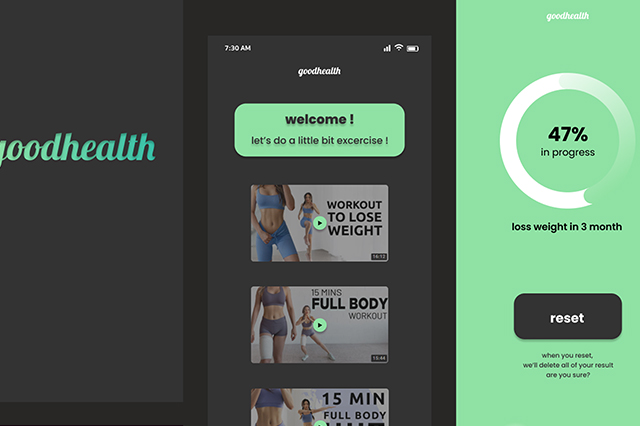 goodhealth
7:30 AM
goodhealth
welcome !
let's do a little bit excercise !
WORKOUT
TO LOSE
WEIGHT
16:12
15 MINS
FULL BODY
WORKOUT
15:44
15 MIN
FULL BODY
goodhealth
47%
in progress
loss weight in 3 month
reset
when you reset,
we'll delete all of your result
are you sure?